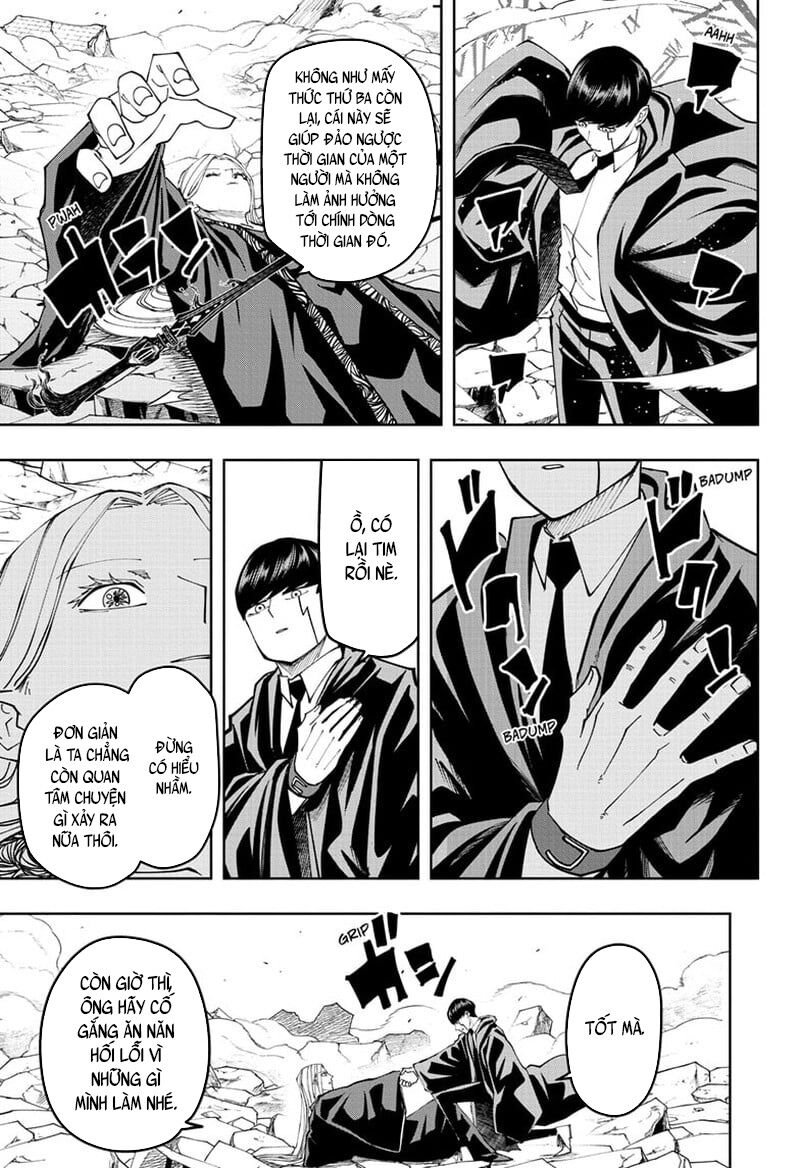 AAHH
KHÔNG NHƯ MẤY
THỨC THỨ BA CÒN
LẠI, CÁI NÀY SẼ
GIÚP ĐẢO NGƯỢC
THỜI GIAN CỦA MỘT
NGƯỜI MÀ KHÔNG
LÀM ẢNH HƯỞNG
TỚI CHÍNH DÒNG
THỜI GIAN ĐÓ.
PWAH
BADUMP
BADUMP
Ồ, CÓ
LẠI TIM
RỒI NÈ.
ĐỪNG
CÓ HIỂU
NHẦM.
ĐƠN GIẢN
LÀ TA CHẲNG
CÒN QUAN
TÂM CHUYỆN
GÌ XẢY RA
NỮA THÔI.
GRIP
TỐT MÀ.
CÒN GIỜ THÌ,
ÔNG HÃY CỐ
GẮNG ĂN NĂN
HỐI LỖI VÌ
NHỮNG GÌ
MÌNH LÀM NHÉ.